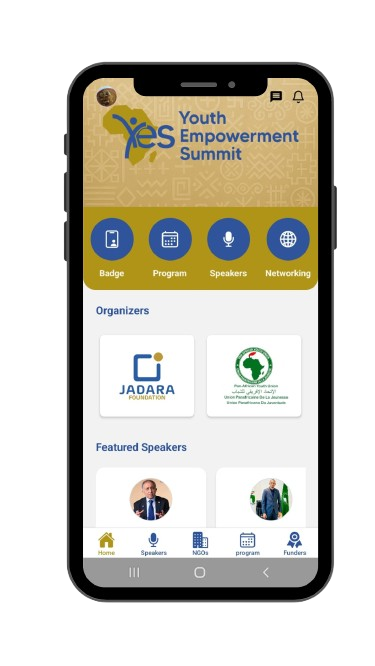 Yes
Youth
Empowerment
Summit
Badge
Program
Speakers
Networking
Organizers
JADARA
FOUNDATION
Pan-African Youth Union
الإتحاد الإفريقي للشباب
Union Panafricaine De La Jeunesse
Featured Speakers
Home
Speakers
NGOs
program
Funders